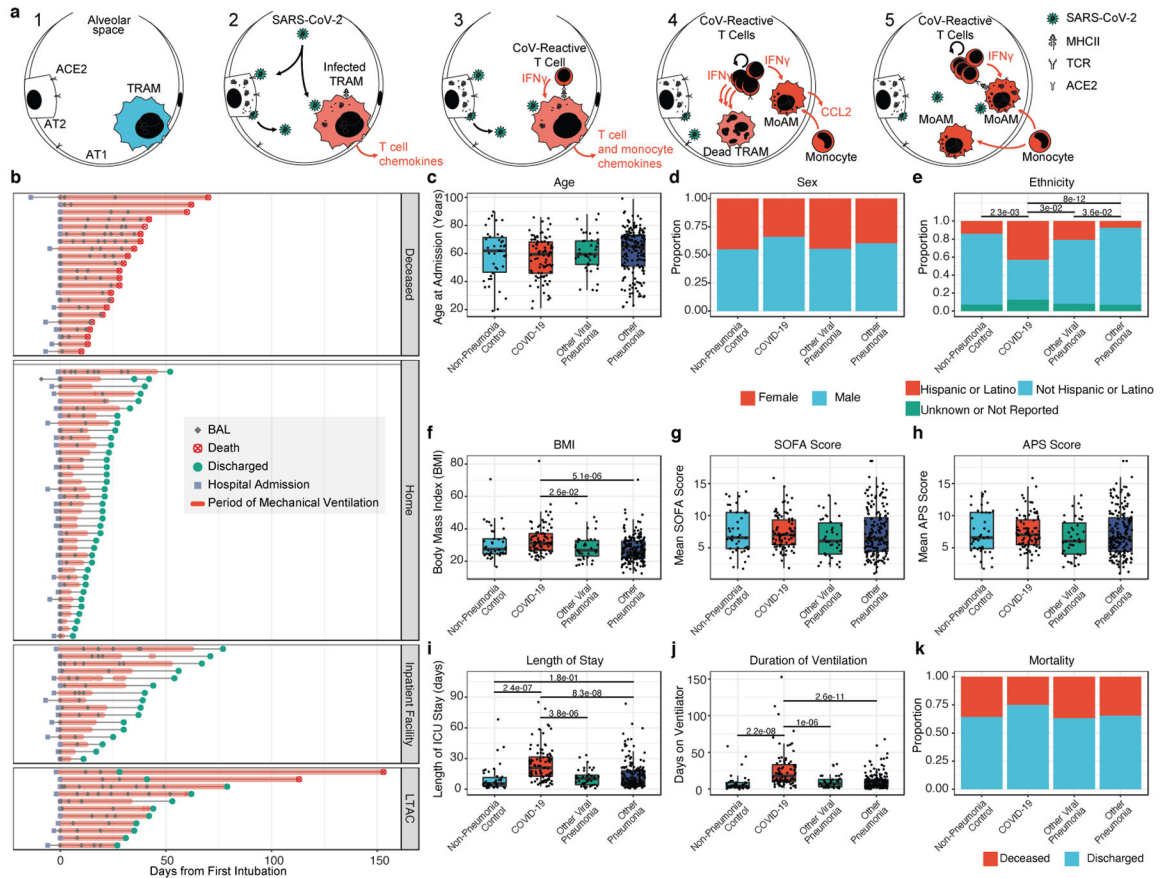 a
1
Alveolar
space
ACE2
TRAM
AT2
AT1
2
SARS-CoV-2
Infected
TRAM
T cell
chemokines
3
CoV-Reactive
T Cell
IFNγ
T cell
and monocyte
chemokines
4
CoV-Reactive
T Cells
IFNγ
IFNγ
MoAM
CCL2
Dead TRAM
Monocyte
5
CoV-Reactive
T Cells
IFNγ
MoAM
MoAM
Monocyte
SARS-CoV-2
MHCII
TCR
ACE2
b
Deceased
Home
Inpatient Facility
LTAC
BAL
Death
Discharged
Hospital Admission
Period of Mechanical Ventilation
0 50 100 150
Days from First Intubation
c
Age
Age at Admission (Years)
100
80
60
40
20
Non-Pneumonia
Control
COVID-19
Other Viral
Pneumonia
Other
Pneumonia
d
Sex
Proportion
1.00
0.75
0.50
0.25
0.00
Non-Pneumonia
Control
COVID-19
Other Viral
Pneumonia
Other
Pneumonia
Female Male
e
Ethnicity
8e-12
2.3e-03 3e-02 3.6e-02
Proportion
1.0
0.8
0.6
0.4
0.2
0
Non-Pneumonia
Control
COVID-19
Other Viral
Pneumonia
Other
Pneumonia
Hispanic or Latino Not Hispanic or Latino
Unknown or Not Reported
f
BMI
Body Mass Index (BMI)
80
60
40
20
5.1e-06
2.6e-02
Non-Pneumonia
Control
COVID-19
Other Viral
Pneumonia
Other
Pneumonia
g
SOFA Score
Mean SOFA Score
15
10
5
Non-Pneumonia
Control
COVID-19
Other Viral
Pneumonia
Other
Pneumonia
h
APS Score
Mean APS Score
15
10
5
Non-Pneumonia
Control
COVID-19
Other Viral
Pneumonia
Other
Pneumonia
i
Length of Stay
Length of ICU Stay (days)
90
60
30
0
1.8e-01
2.4e-07
8.3e-08
3.8e-06
Non-Pneumonia
Control
COVID-19
Other Viral
Pneumonia
Other
Pneumonia
j
Duration of Ventilation
Days on Ventilator
150
100
50
0
2.6e-11
1e-06
2.2e-08
Non-Pneumonia
Control
COVID-19
Other Viral
Pneumonia
Other
Pneumonia
k
Mortality
Proportion
1.00
0.75
0.50
0.25
0.00
Non-Pneumonia
Control
COVID-19
Other Viral
Pneumonia
Other
Pneumonia
Deceased Discharged